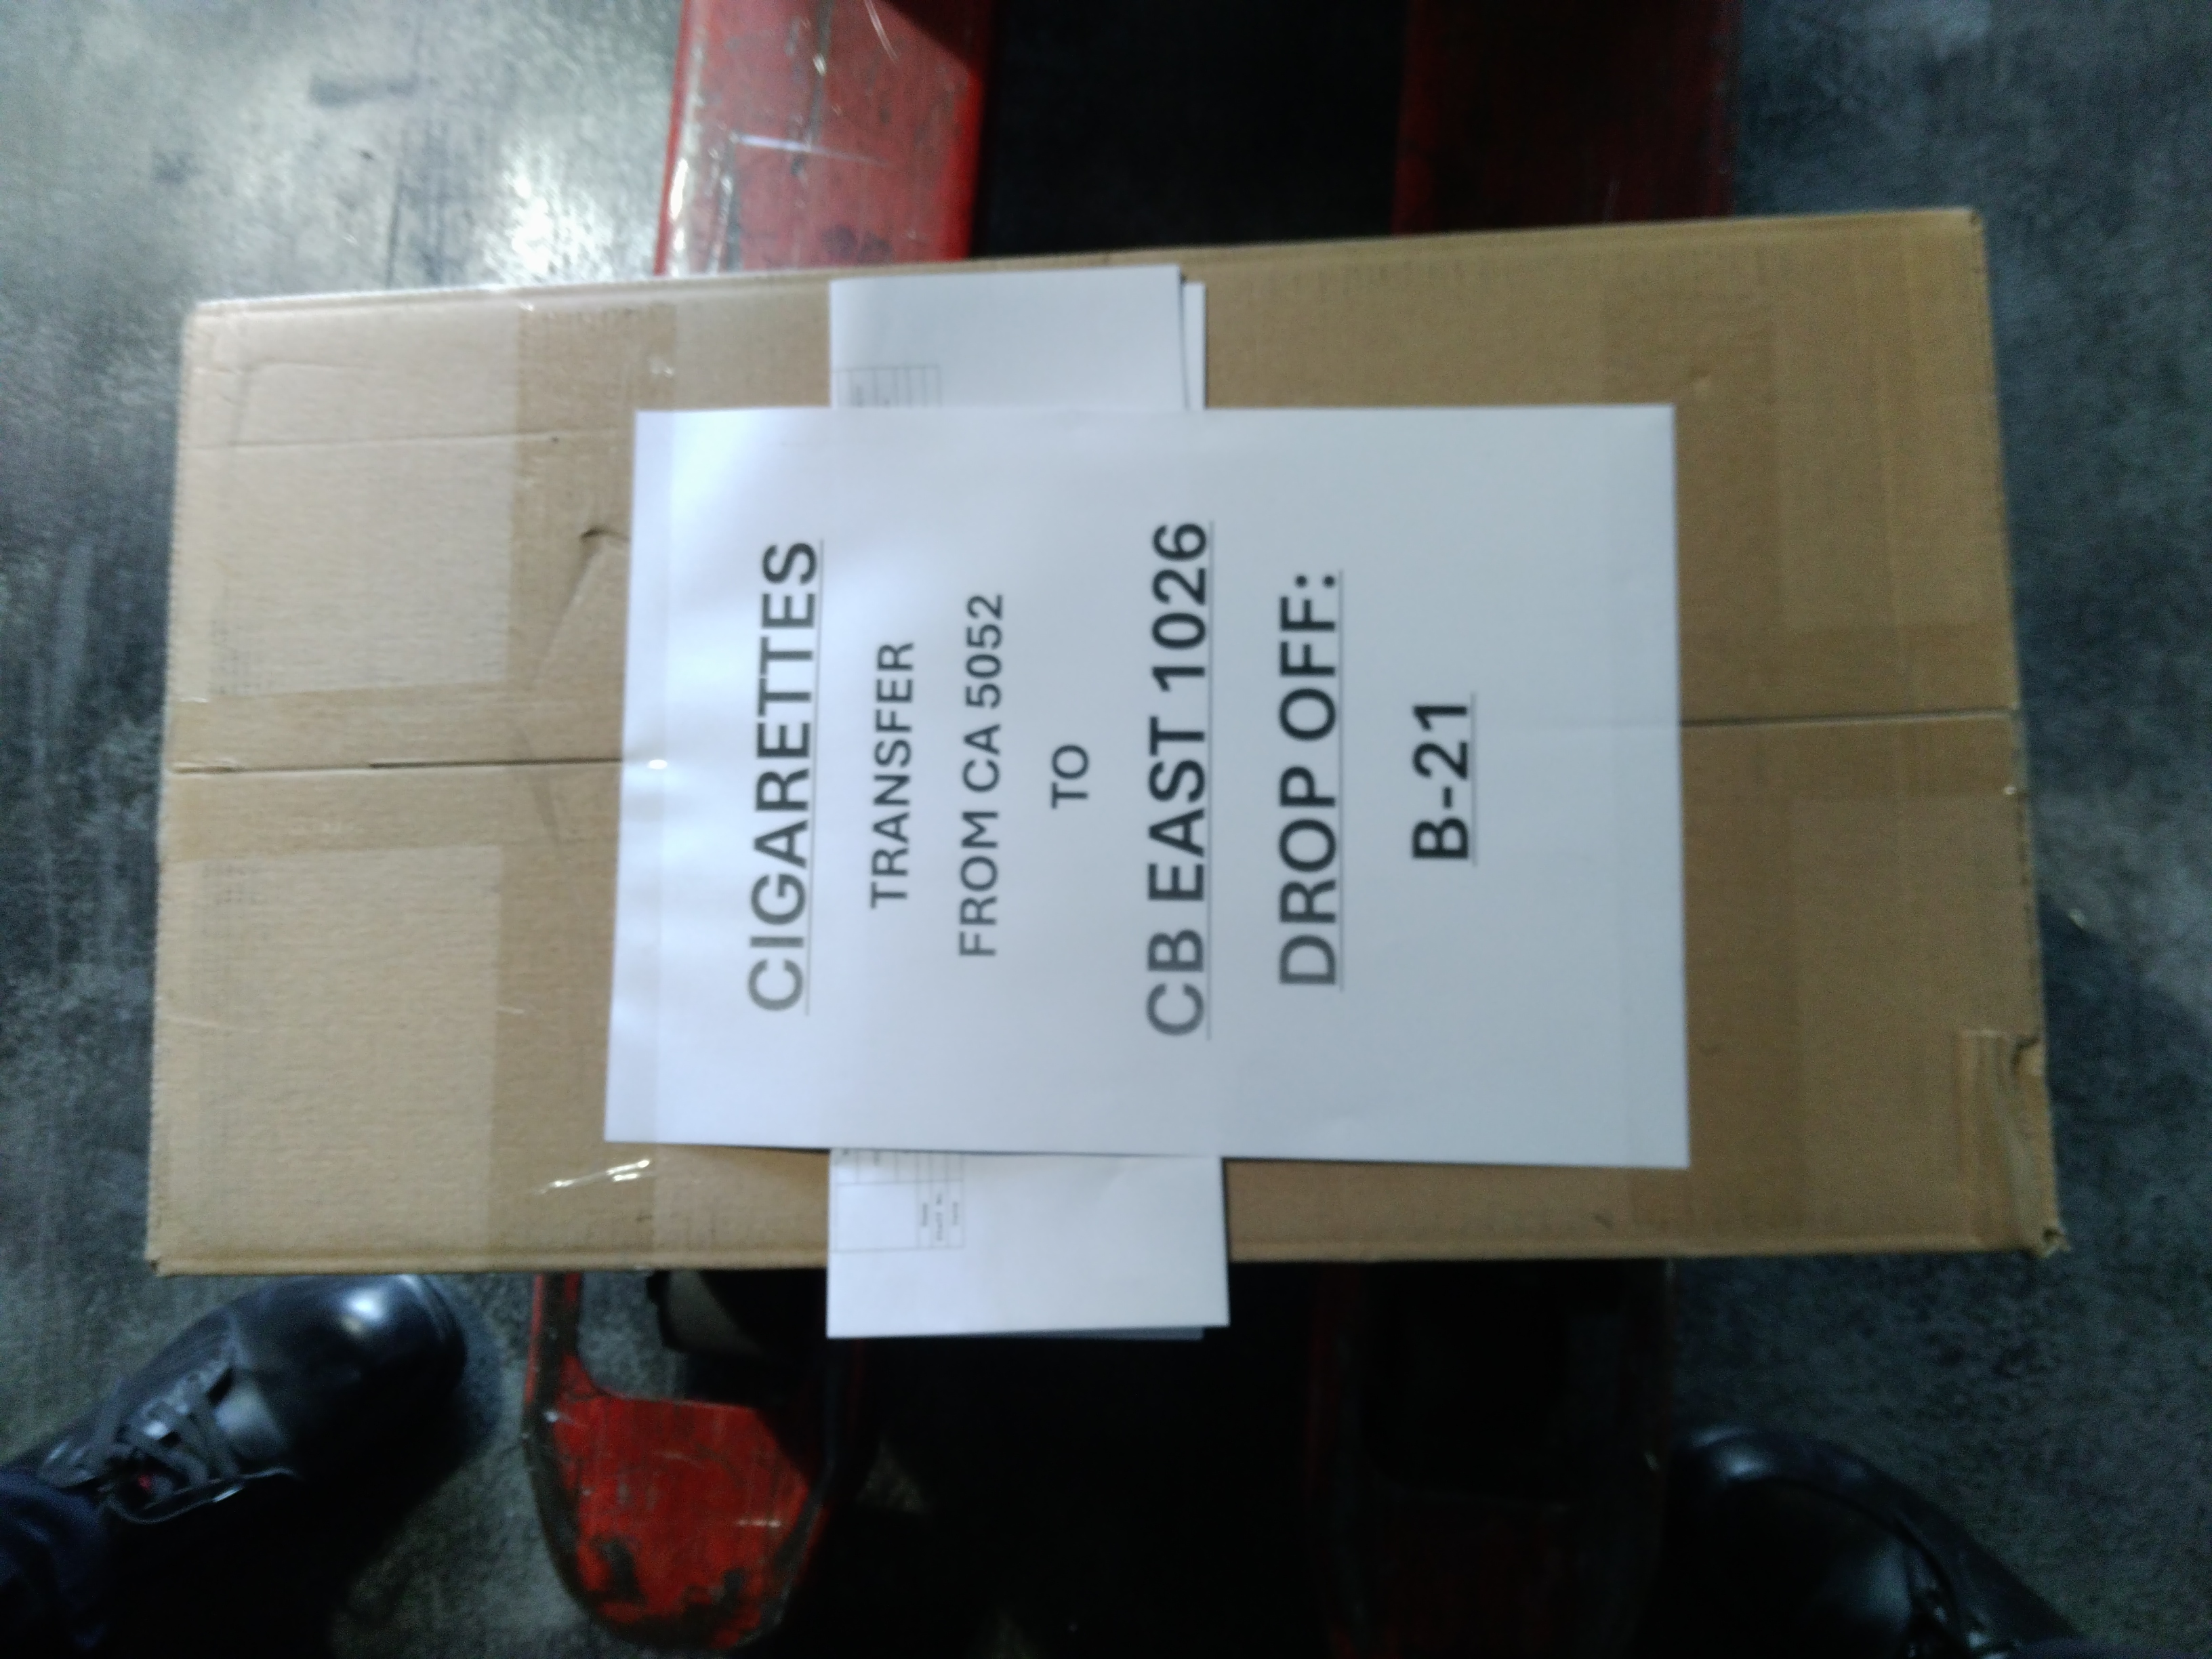 CIGARETTES
TRANSFER
FROM CA 5052
TO
CB EAST 1026
DROP OFF:
B-21